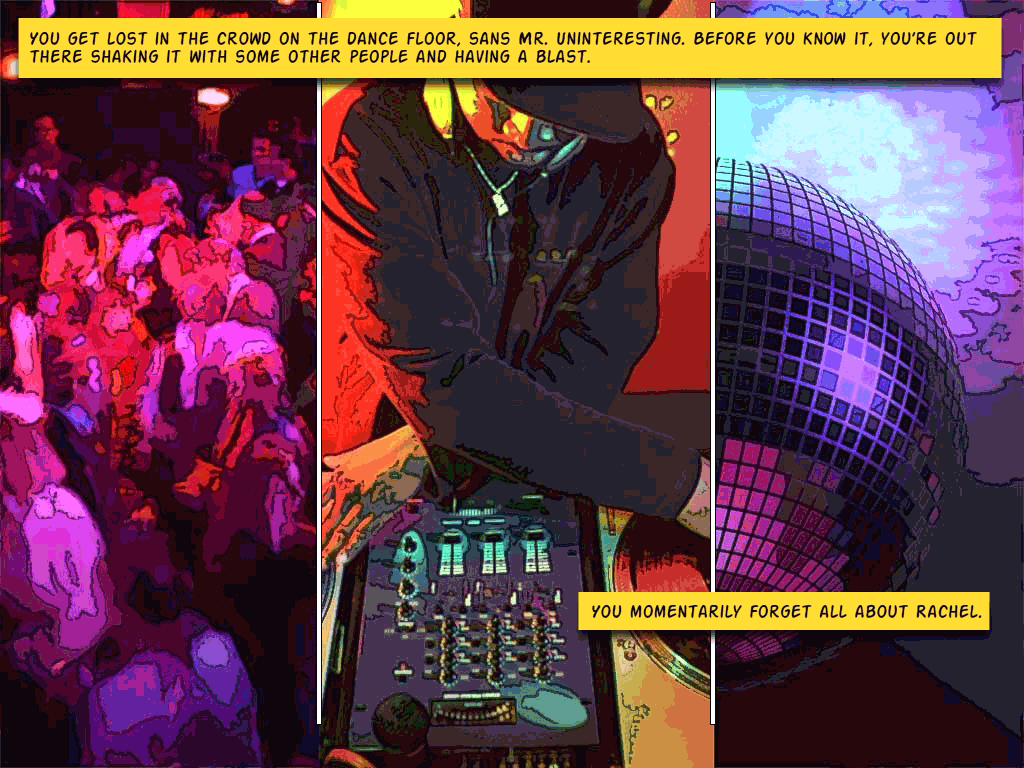 YOU GET LOST IN THE CROWD ON THE DANCE FLOOR, SANS MR. UNINTERESTING. BEFORE YOU KNOW IT, YOU'RE OUT
THERE SHAKING IT WITH SOME OTHER PEOPLE AND HAVING A BLAST.
YOU MOMENTARILY FORGET ALL ABOUT RACHEL.